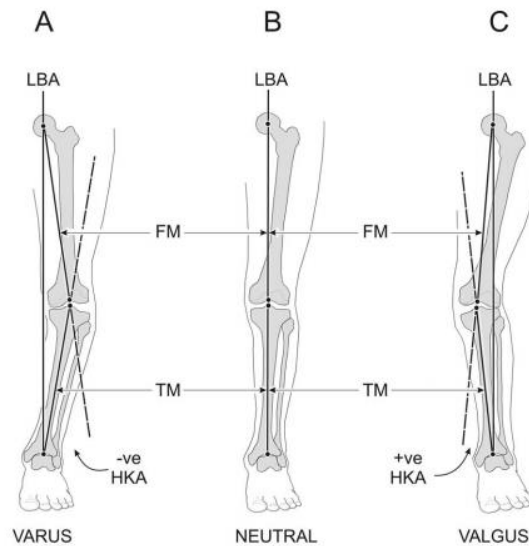 A B C
LBA LBA LBA
FM FM
TM TM
-ve
HKA
+ve
HKA
VARUS NEUTRAL VALGUS